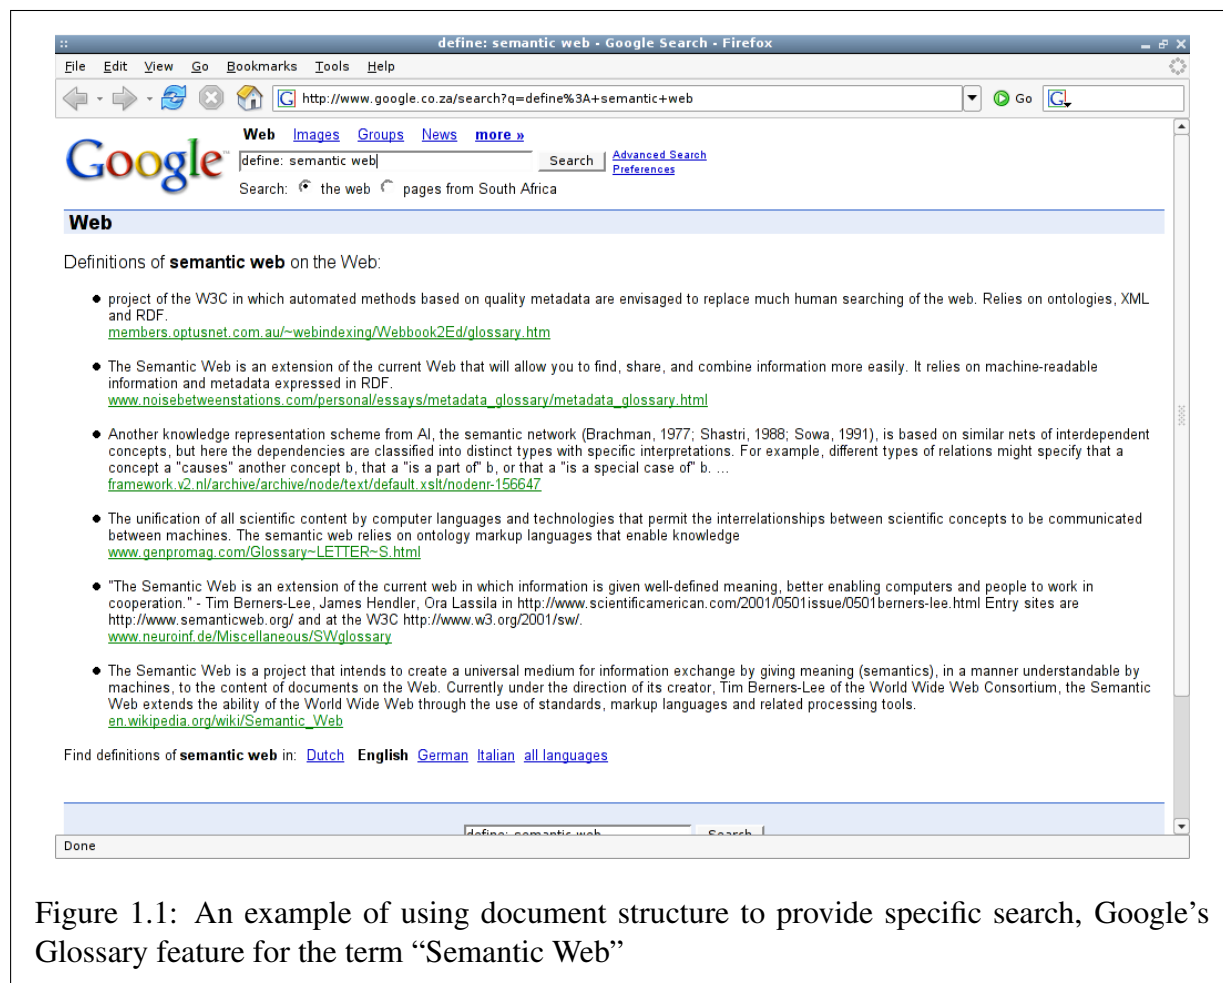 define: semantic web - Google Search - Firefox
File Edit View Go Bookmarks Tools Help
http://www.google.co.za/search?q=define%3A+semantic+web Go
Web Images Groups News more »
Google™ define: semantic web Search Advanced Search
Preferences
Search: the web pages from South Africa
Web
Definitions of semantic web on the Web:
project of the W3C in which automated methods based on quality metadata are envisaged to replace much human searching of the web. Relies on ontologies, XML
and RDF.
members.optusnet.com.au/~webindexing/Webbook2Ed/glossary.htm
The Semantic Web is an extension of the current Web that will allow you to find, share, and combine information more easily. It relies on machine-readable
information and metadata expressed in RDF.
www.noisebetweenstations.com/personal/essays/metadata_glossary/metadata_glossary.html
Another knowledge representation scheme from AI, the semantic network (Brachman, 1977; Shastri, 1988; Sowa, 1991), is based on similar nets of interdependent
concepts, but here the dependencies are classified into distinct types with specific interpretations. For example, different types of relations might specify that a
concept a "causes" another concept b, that a "is a part of" b, or that a "is a special case of" b. ...
framework.v2.nl/archive/archive/node/text/default.xslt/nodenr-156647
The unification of all scientific content by computer languages and technologies that permit the interrelationships between scientific concepts to be communicated
between machines. The semantic web relies on ontology markup languages that enable knowledge
www.genpromag.com/Glossary~LETTER~S.html
"The Semantic Web is an extension of the current web in which information is given well-defined meaning, better enabling computers and people to work in
cooperation." - Tim Berners-Lee, James Hendler, Ora Lassila in http://www.scientificamerican.com/2001/0501issue/0501berners-lee.html Entry sites are
http://www.semanticweb.org/ and at the W3C http://www.w3.org/2001/sw/.
www.neuroinf.de/Miscellaneous/SWglossary
The Semantic Web is a project that intends to create a universal medium for information exchange by giving meaning (semantics), in a manner understandable by
machines, to the content of documents on the Web. Currently under the direction of its creator, Tim Berners-Lee of the World Wide Web Consortium, the Semantic
Web extends the ability of the World Wide Web through the use of standards, markup languages and related processing tools.
en.wikipedia.org/wiki/Semantic_Web
Find definitions of semantic web in: Dutch English German Italian all languages
define: semantic web Search
Done
Figure 1.1: An example of using document structure to provide specific search, Google's
Glossary feature for the term “Semantic Web”